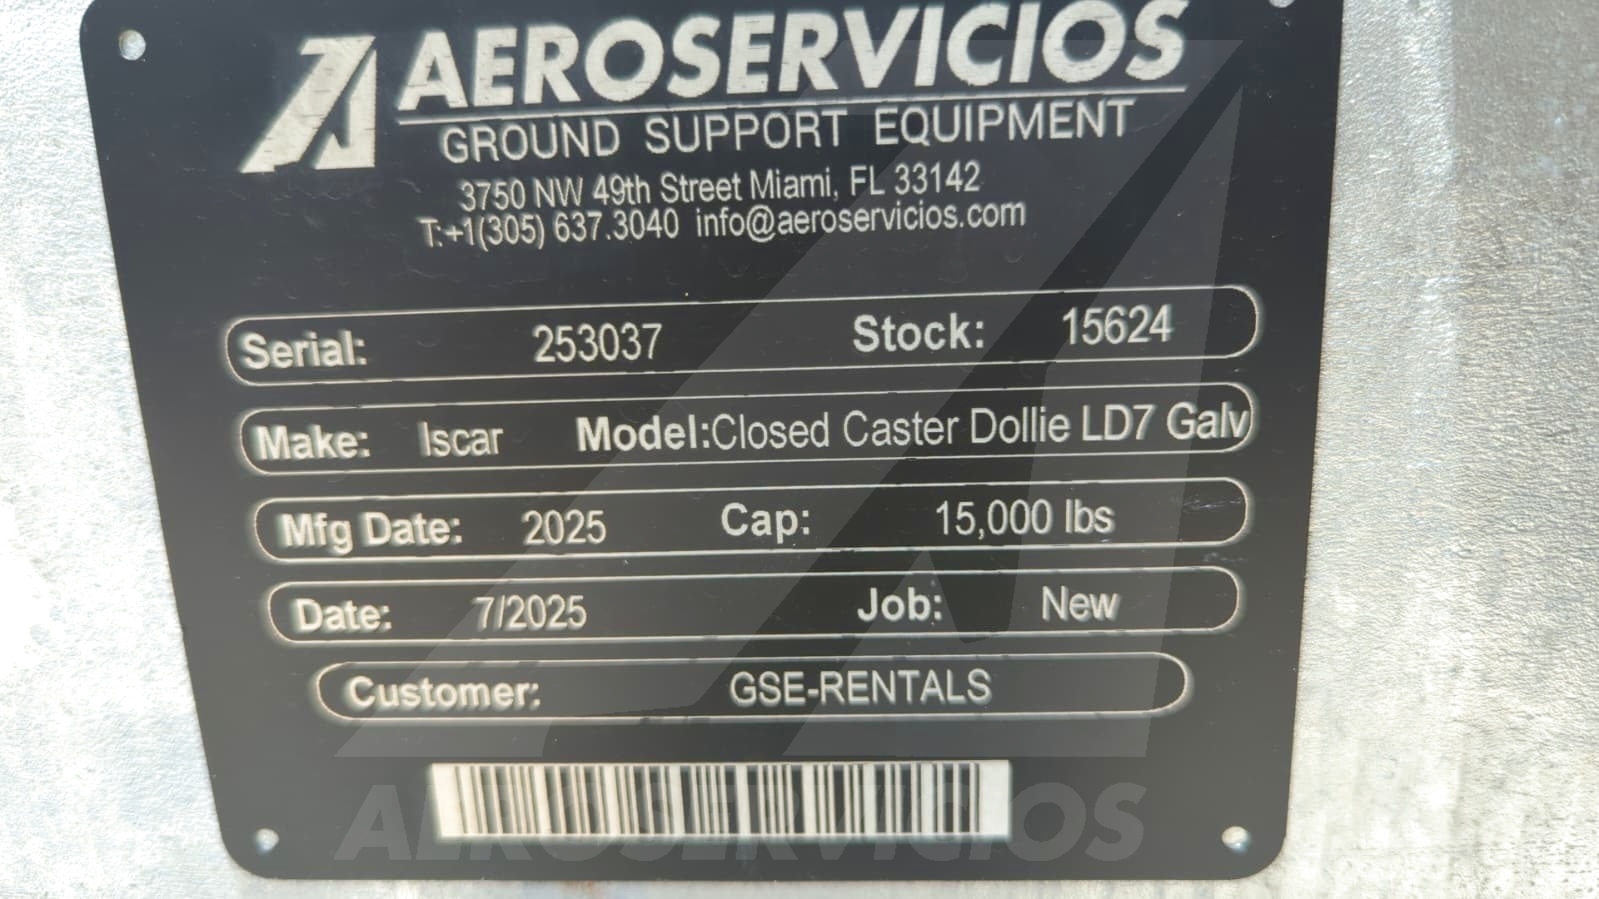 AEROSERVICIOS
GROUND SUPPORT EQUIPMENT
3750 NW 49th Street Miami, FL 33142
T:+1(305) 637.3040 info@aeroservicios.com
Serial: 253037 Stock: 15624
Make: Iscar Model:Closed Caster Dollie LD7 Galv
Mfg Date: 2025 Cap: 15,000 lbs
Date: 7/2025 Job: New
Customer: GSE-RENTALS
AEROSERVICIOS